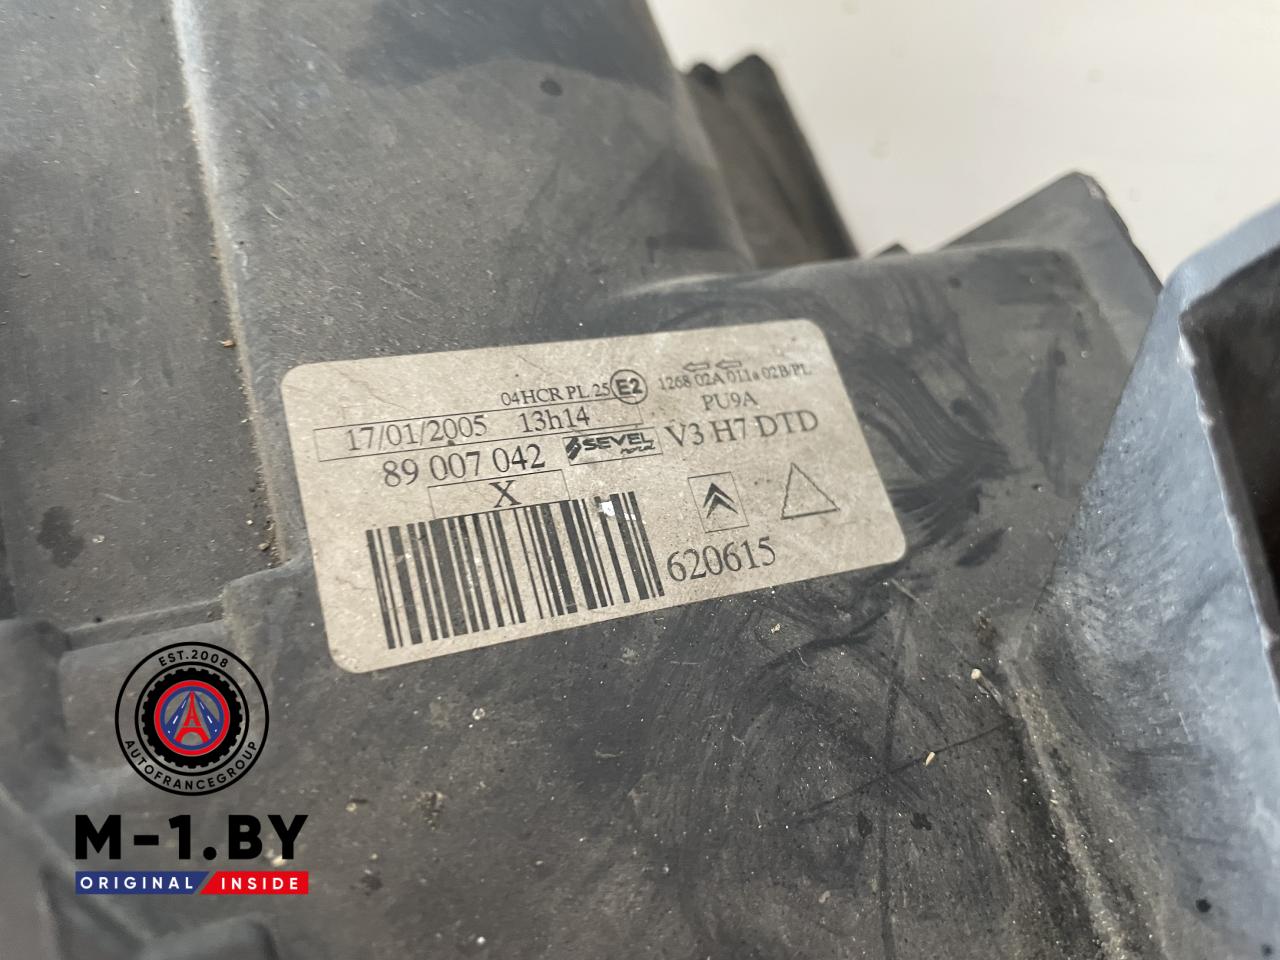 04HCR PL 25 E2 1268 02A 011a 02B/PL
17/01/2005 13h14 PU9A
89 007 042 SEVEL V3 H7 DTD
X
620615
EST.2008
AUTOFRANCEGROUP
M-1.BY
ORIGINAL INSIDE